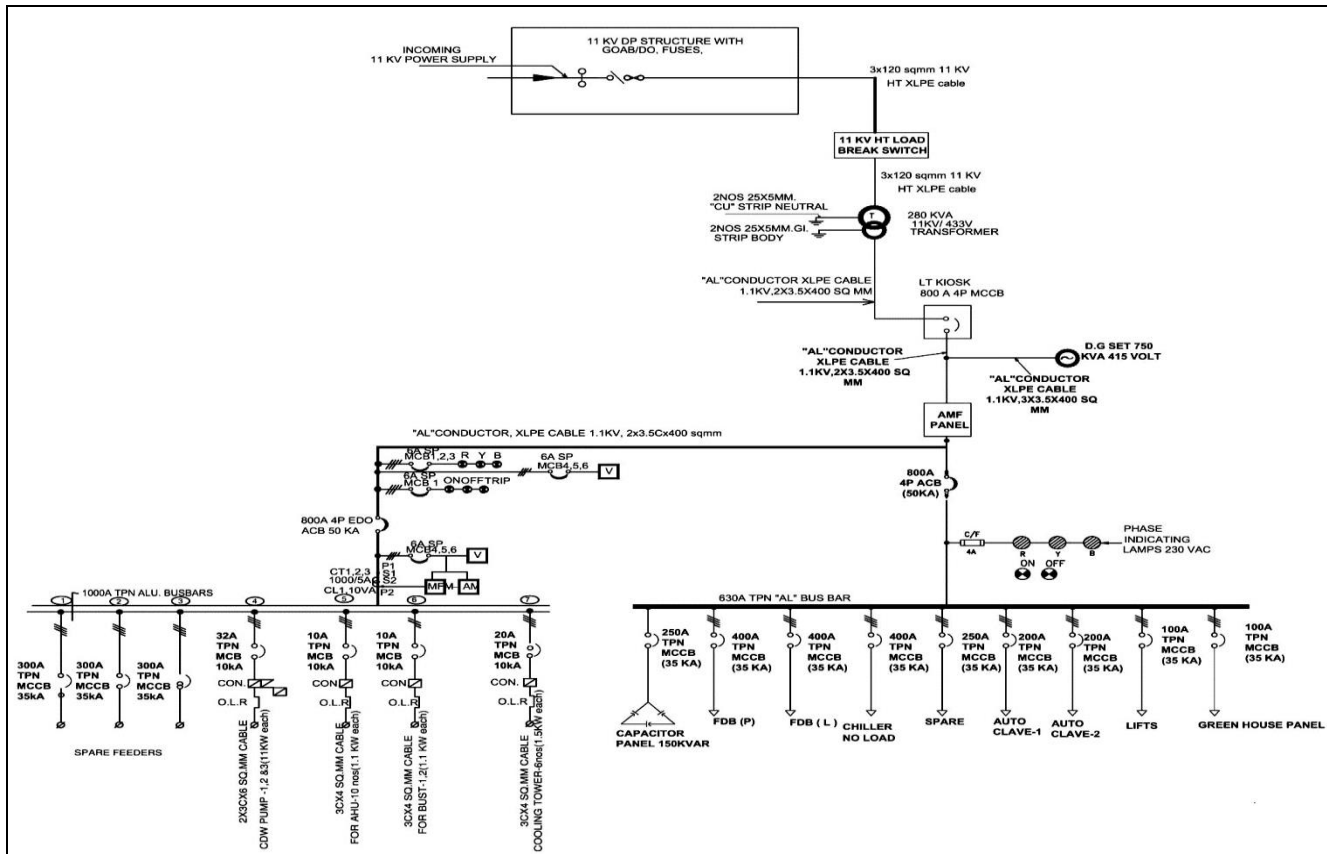 11 KV DP STRUCTURE WITH
GOAB/DO, FUSES,
INCOMING
11 KV POWER SUPPLY
3x120 sqmm 11 KV
HT XLPE cable
11 KV HT LOAD
BREAK SWITCH
3x120 sqmm 11 KV
HT XLPE cable
2NOS 25X5MM.
"CU" STRIP NEUTRAL
2NOS 25X5MM.GI.
STRIP BODY
T
280 KVA
11KV/ 433V
TRANSFORMER
"AL"CONDUCTOR XLPE CABLE
1.1KV,2X3.5X400 SQ MM
LT KIOSK
800 A 4P MCCB
"AL"CONDUCTOR
XLPE CABLE
1.1KV,2X3.5X400 SQ
MM
D.G SET 750
KVA 415 VOLT
"AL"CONDUCTOR
XLPE CABLE
1.1KV,3X3.5X400 SQ
MM
AMF
PANEL
"AL"CONDUCTOR, XLPE CABLE 1.1KV, 2x3.5Cx400 sqmm
6A SP
MCB1,2,3 R Y B
6A SP
MCB4,5,6
V
6A SP
MCB 1
ONOFFTRIP
800A 4P EDO
ACB 50 KA
6A SP
MCB4,5,6
V
CT1,2,3
1000/5A
CL1,10VA
P1
S1
S2
P2
MFM
AM
800A
4P ACB
(50KA)
C/F
4A
R Y B
ON OFF
PHASE
INDICATING
LAMPS 230 VAC
1000A TPN ALU. BUSBARS
1 2 3 4 5 6 7
300A
TPN
MCCB
35kA
300A
TPN
MCCB
35kA
300A
TPN
MCCB
35kA
SPARE FEEDERS
32A
TPN
MCB
10kA
CON.
O.L.R
2X3CX6 SQ.MM CABLE
CDW PUMP -1,2 &3(11KW each)
10A
TPN
MCB
10kA
CON
O.L.R
3CX4 SQ.MM CABLE
FOR AHU-10 nos(1.1 KW each)
10A
TPN
MCB
10kA
CON.
O.L.R
3CX4 SQ.MM CABLE
FOR BUST-1,2(1.1 KW each)
20A
TPN
MCB
10kA
CON.
O.L.R
3CX4 SQ.MM CABLE
COOLING TOWER-6nos(1.5KW each)
630A TPN "AL" BUS BAR
250A
TPN
MCCB
(35 KA)
CAPACITOR
PANEL 150KVAR
400A
TPN
MCCB
(35 KA)
FDB (P)
400A
TPN
MCCB
(35 KA)
FDB ( L )
400A
TPN
MCCB
(35 KA)
CHILLER
NO LOAD
250A
TPN
MCCB
(35 KA)
SPARE
200A
TPN
MCCB
(35 KA)
AUTO
CLAVE-1
200A
TPN
MCCB
(35 KA)
AUTO
CLAVE-2
100A
TPN
MCCB
(35 KA)
LIFTS
100A
TPN
MCCB
(35 KA)
GREEN HOUSE PANEL